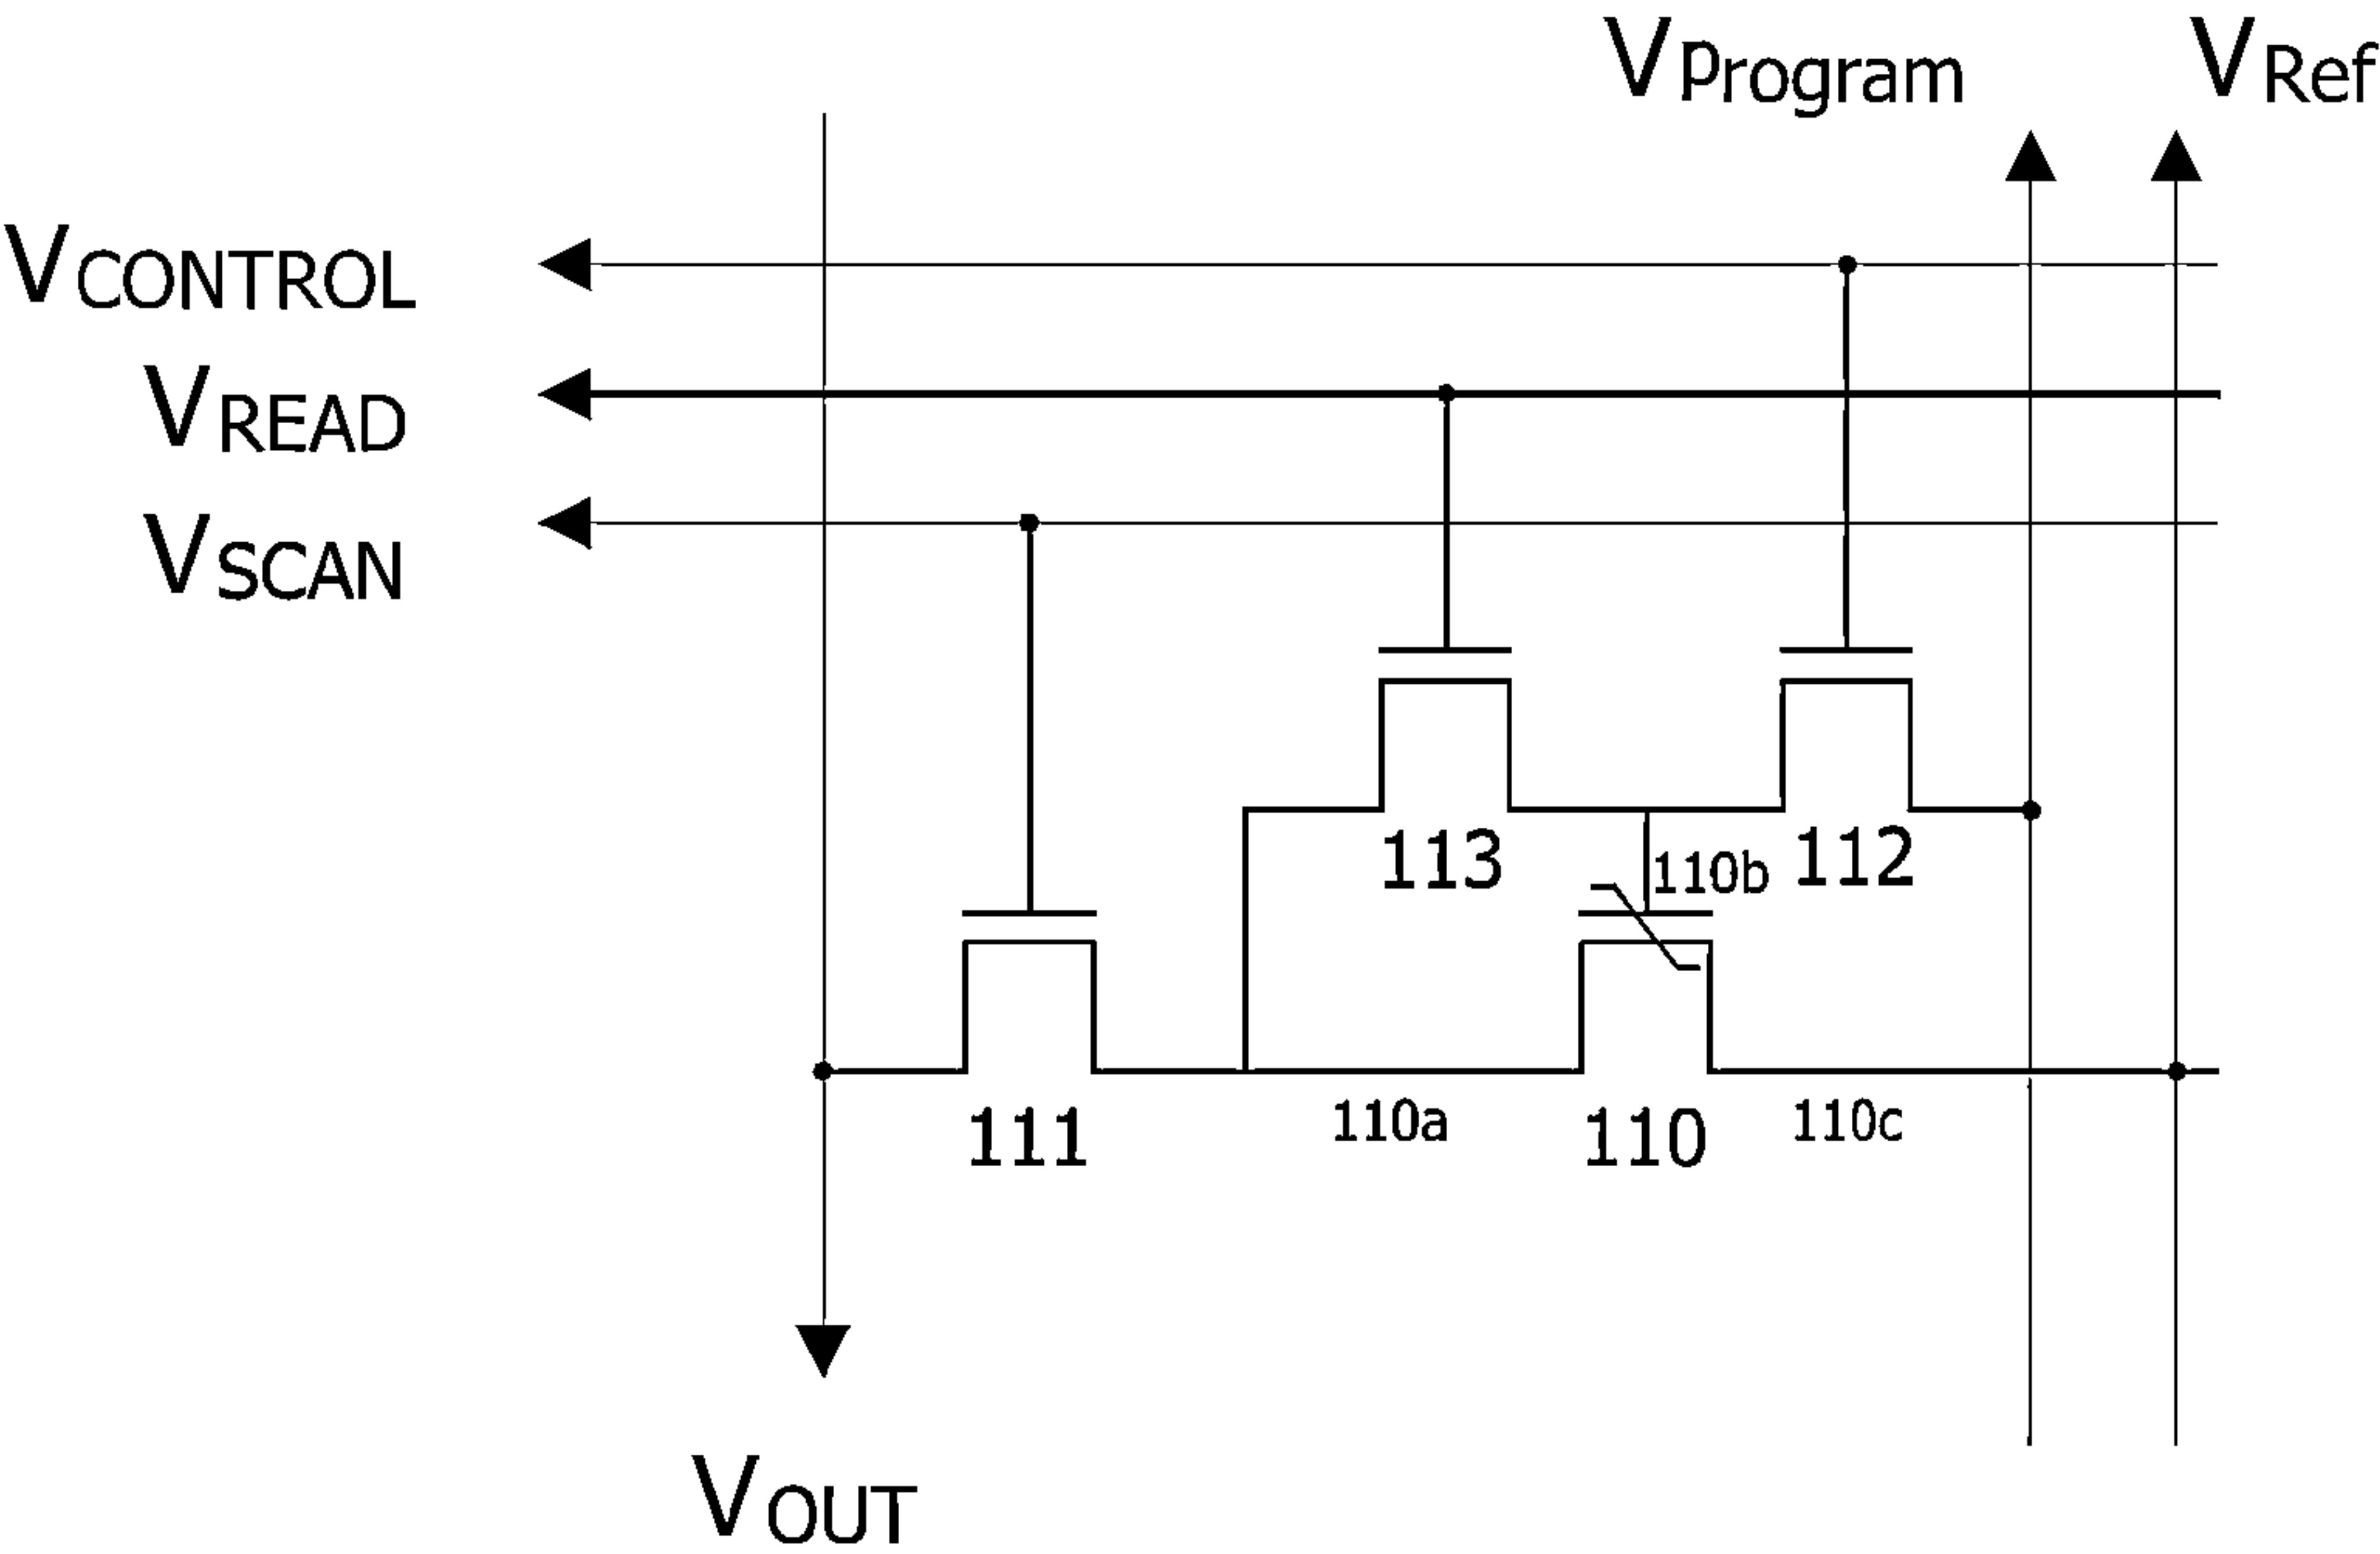 VProgram VRef
VCONTROL
VREAD
VSCAN
113 110b 112
111 110a 110 110c
VOUT